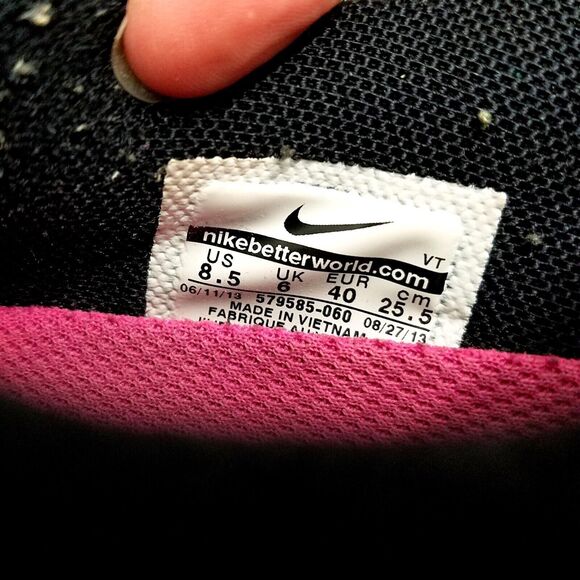 nikebetterworld.com
VT
US UK EUR cm
8.5 6 40 25.5
06/11/13 579585-060 08/27/13
MADE IN VIETNAM
FABRIQUE AU